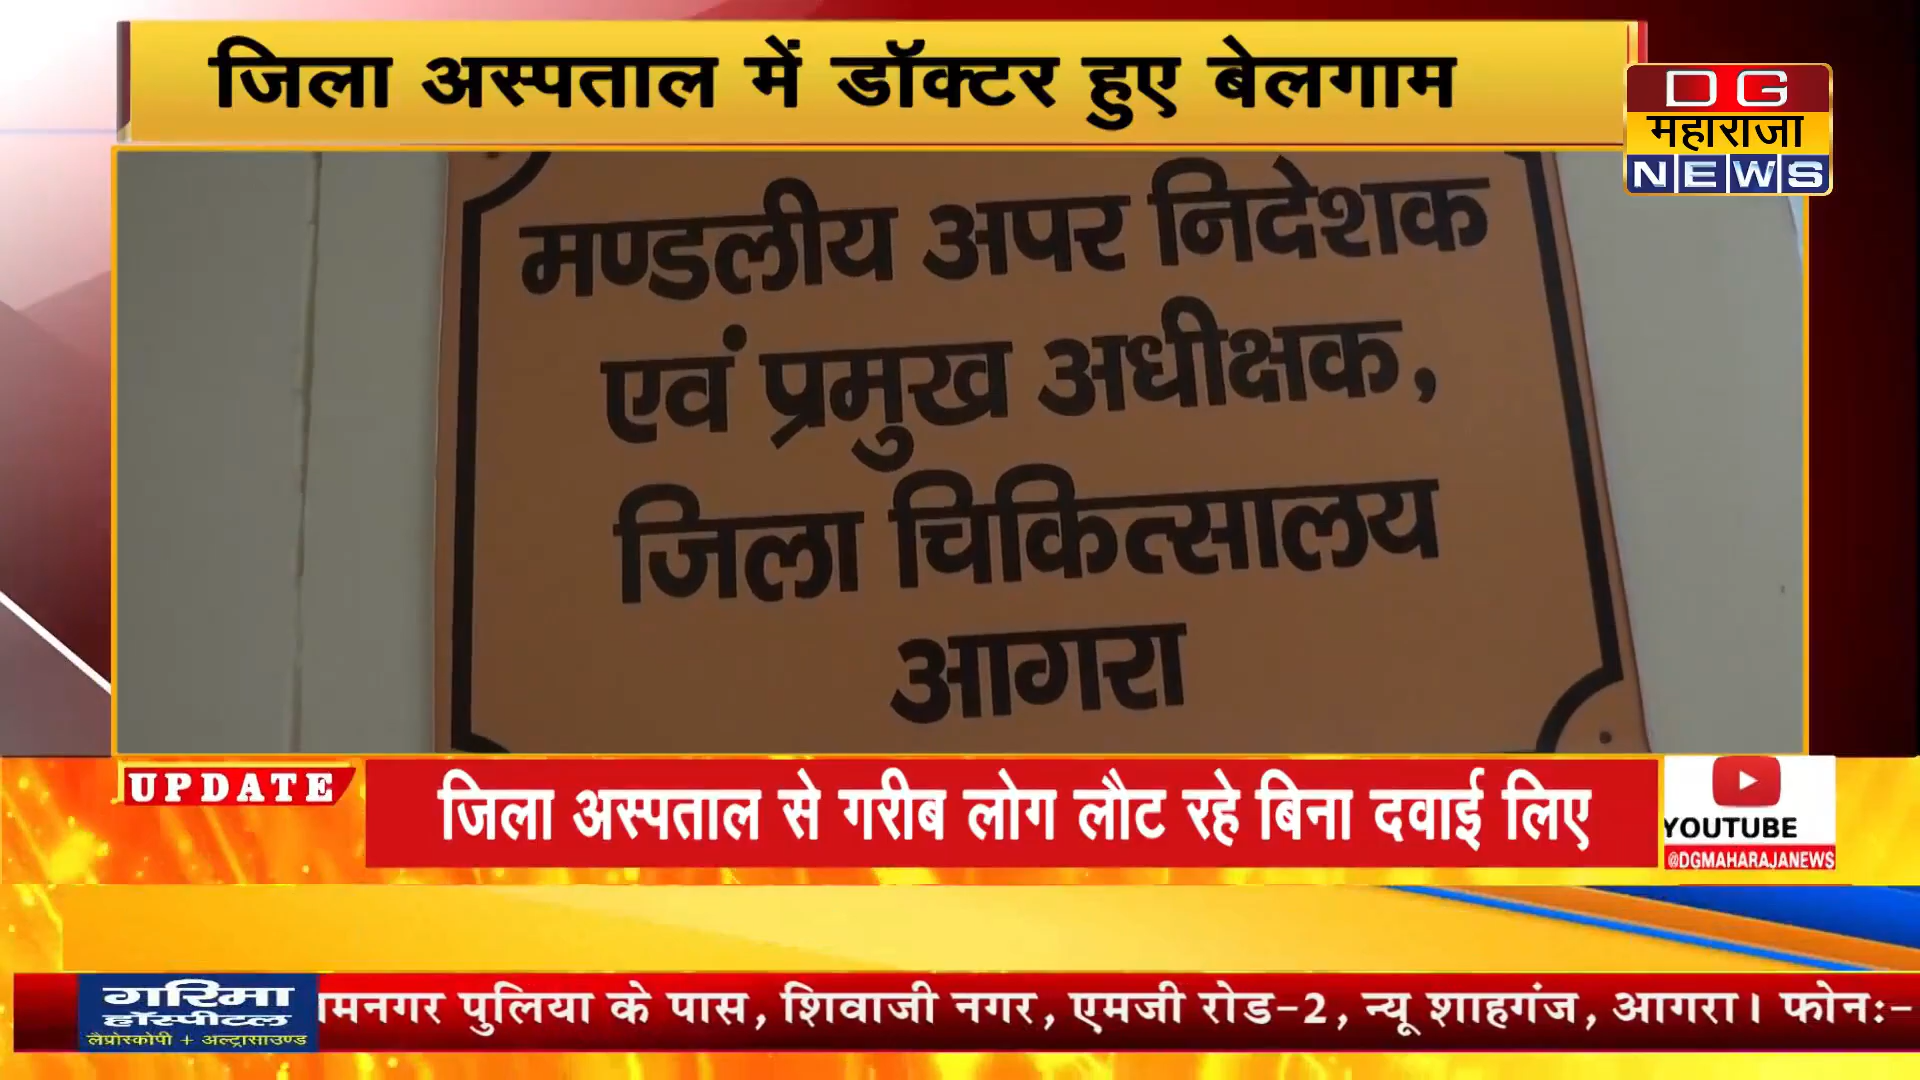 जिला अस्पताल में डॉक्टर हुए बेलगाम
DG
महाराजा
NEWS
मण्डलीय अपर निदेशक
एवं प्रमुख अधीक्षक,
जिला चिकित्सालय
आगरा
UPDATE
जिला अस्पताल से गरीब लोग लौट रहे बिना दवाई लिए
YOUTUBE
@DGMAHARAJANEWS
गरिमा
हॉस्पीटल
लैप्रोस्कोपी + अल्ट्रासाउण्ड
ामनगर पुलिया के पास, शिवाजी नगर, एमजी रोड-2, न्यू शाहगंज, आगरा। फोन:-